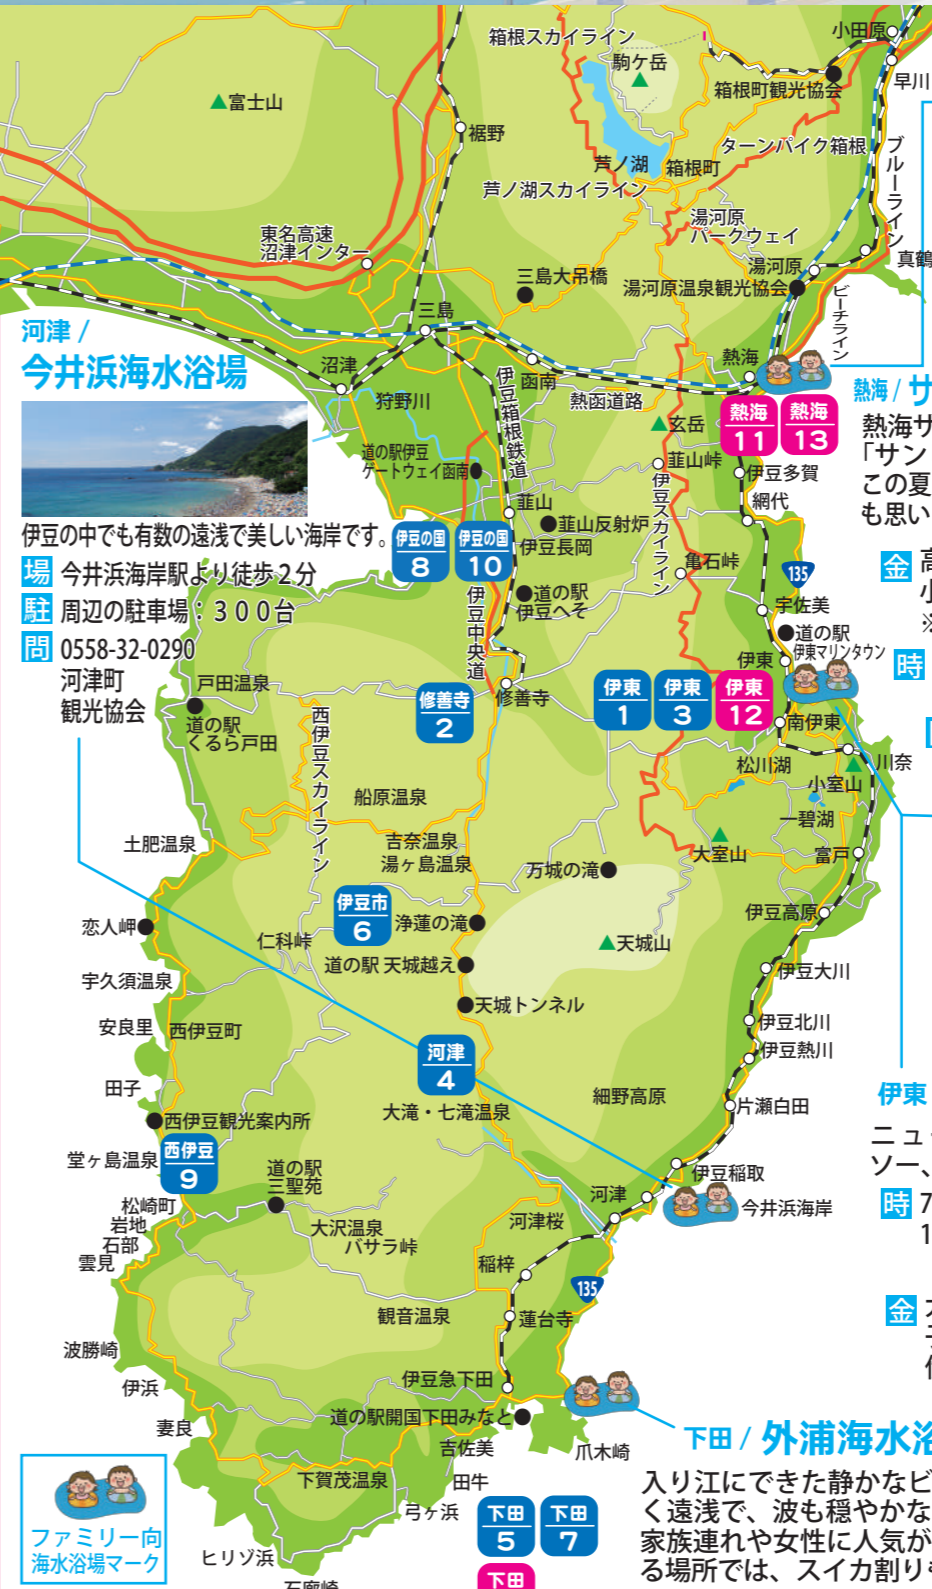 箱根スカイライン
小田原
駒ケ岳
富士山
箱根町観光協会
早川
裾野
ターンパイク箱根
ブルーライン
芦ノ湖
箱根町
芦ノ湖スカイライン
湯河原
パークウェイ
東名高速
沼津インター
真鶴
湯河原
三島大吊橋
湯河原温泉観光協会
ビーチライン
三島
河津 /
今井浜海水浴場
沼津
函南
熱海
伊豆箱根鉄道
狩野川
熱函道路
熱海 / サ
熱海
11
熱海
13
玄岳
熱海サ
「サン
この夏
も思い
道の駅伊豆
ゲートウェイ函南
韮山峠
伊豆多賀
伊豆スカイライン
網代
韮山
韮山反射炉
伊豆長岡
伊豆の中でも有数の遠浅で美しい海岸です。
伊豆の国
8
伊豆の国
10
場 今井浜海岸駅より徒歩2分
駐 周辺の駐車場：300台
問 0558-32-0290
河津町
観光協会
亀石峠
135
金 高
小
※
道の駅
伊豆へそ
伊豆中央道
宇佐美
道の駅
伊東マリンタウン
伊東
時
戸田温泉
道の駅
くるら戸田
修善寺
2
修善寺
伊東
1
伊東
3
伊東
12
南伊東
西伊豆スカイライン
松川湖
川奈
小室山
船原温泉
一碧湖
土肥温泉
吉奈温泉
湯ヶ島温泉
万城の滝
大室山
富戸
伊豆市
6
浄蓮の滝
伊豆高原
恋人岬
仁科峠
天城山
道の駅 天城越え
宇久須温泉
伊豆大川
天城トンネル
安良里
西伊豆町
伊豆北川
河津
4
伊豆熱川
田子
細野高原
伊東
大滝・七滝温泉
片瀬白田
西伊豆観光案内所
ニュ
ソー、
西伊豆
9
堂ヶ島温泉
道の駅
三聖苑
伊豆稲取
時 7
1
松崎町
岩地
石部
雲見
大沢温泉
バサラ峠
河津桜
河津
今井浜海岸
稲梓
135
観音温泉
蓮台寺
金
波勝崎
伊浜
伊豆急下田
道の駅開国下田みなと
妻良
吉佐美
爪木崎
下田 / 外浦海水浴
下賀茂温泉
田牛
弓ヶ浜
入り江にできた静かなビ
く遠浅で、波も穏やかな
家族連れや女性に人気が
る場所では、スイカ割り
下田
5
下田
7
下田
ファミリー向
海水浴場マーク
ヒリゾ浜
石廊崎